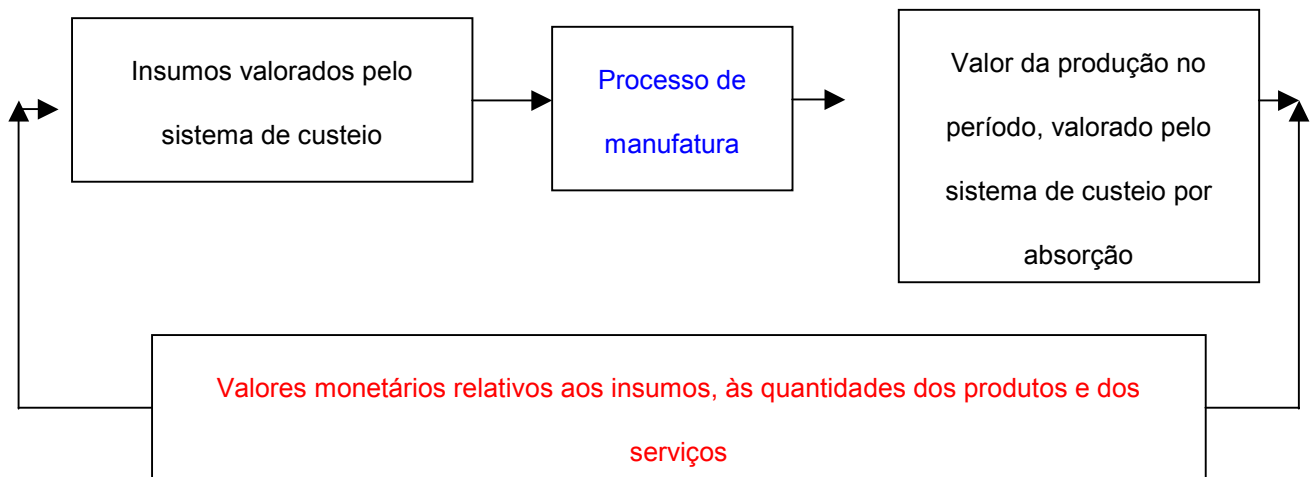 Insumos valorados pelo
sistema de custeio
Processo de
manufatura
Valor da produção no
período, valorado pelo
sistema de custeio por
absorção
Valores monetários relativos aos insumos, às quantidades dos produtos e dos
serviços